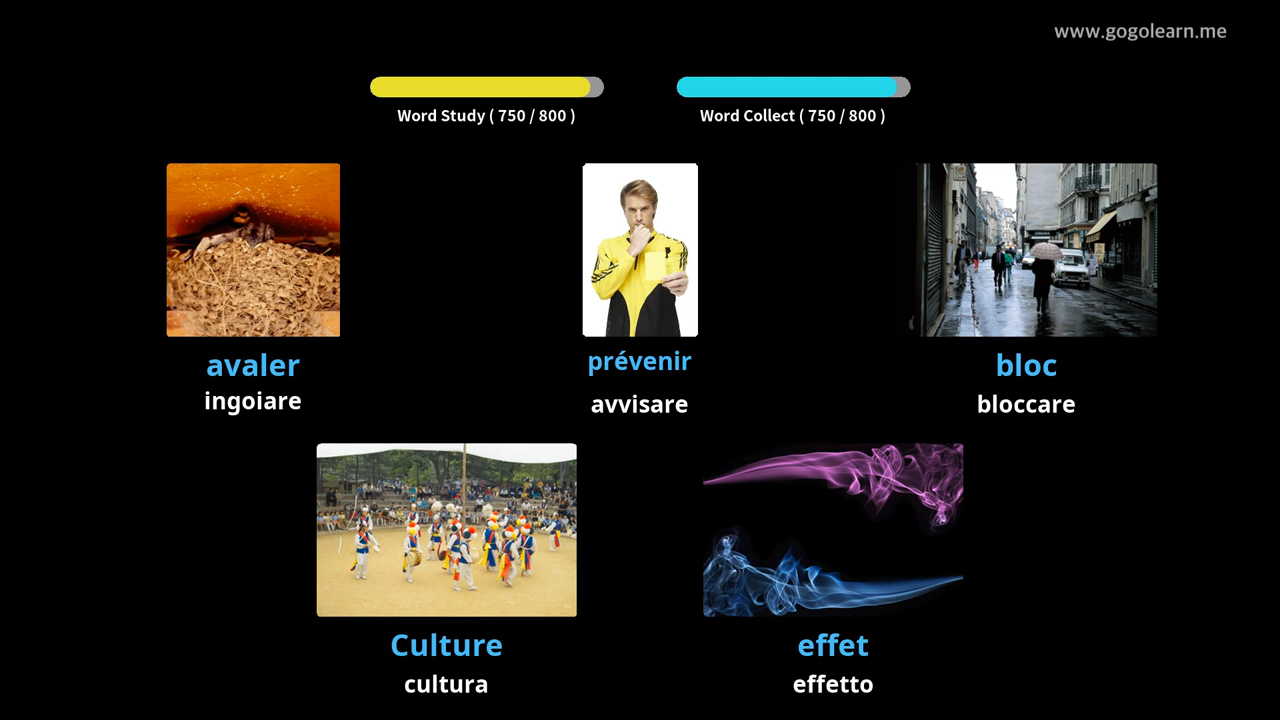 www.gogolearn.me
Word Study ( 750 / 800 )
Word Collect ( 750 / 800 )
avaler
ingoiare
prévenir
avvisare
bloc
bloccare
Culture
cultura
effet
effetto